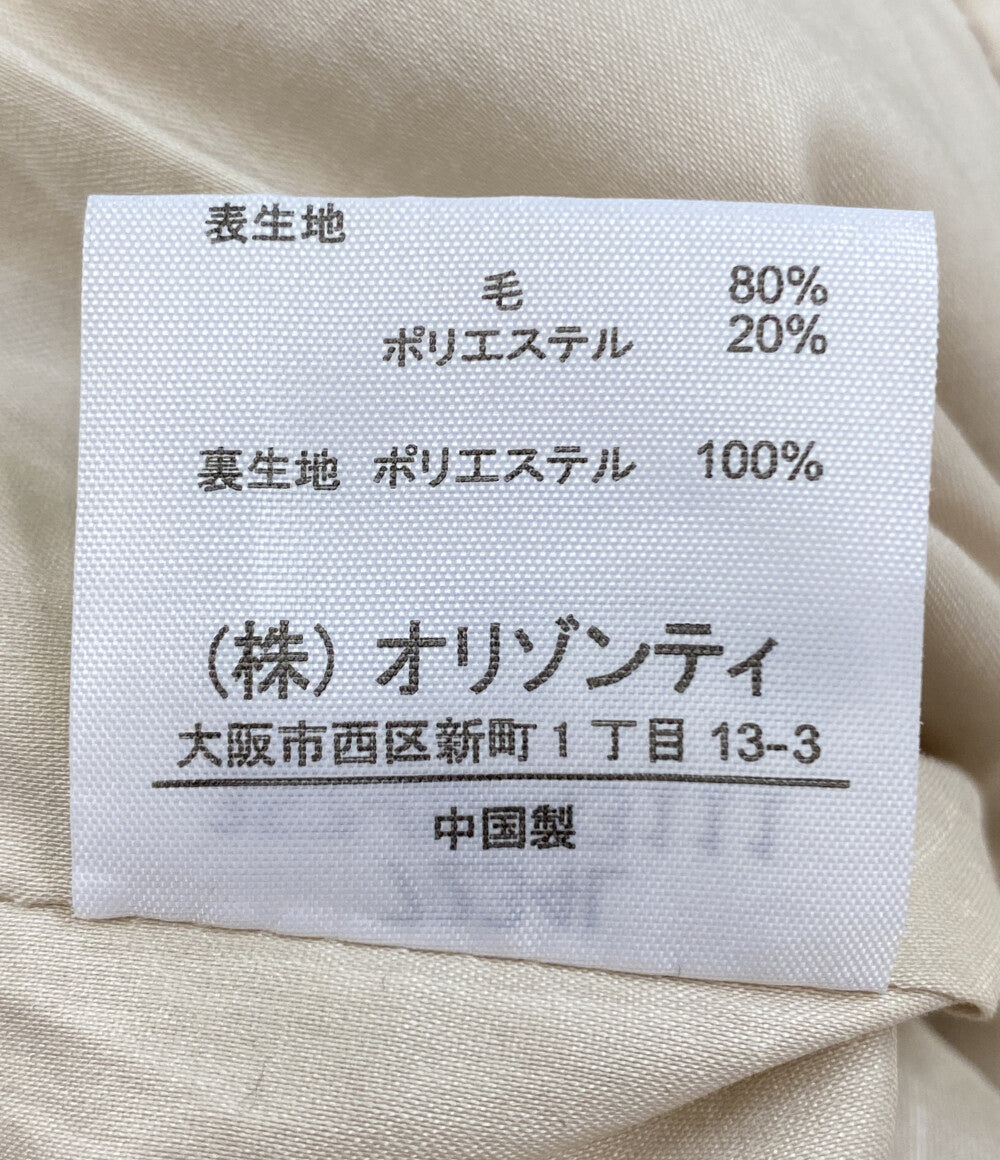 表生地
毛 80%
ポリエステル 20%
裏生地 ポリエステル 100%
(株) オリゾンティ
大阪市西区新町1丁目 13-3
中国製